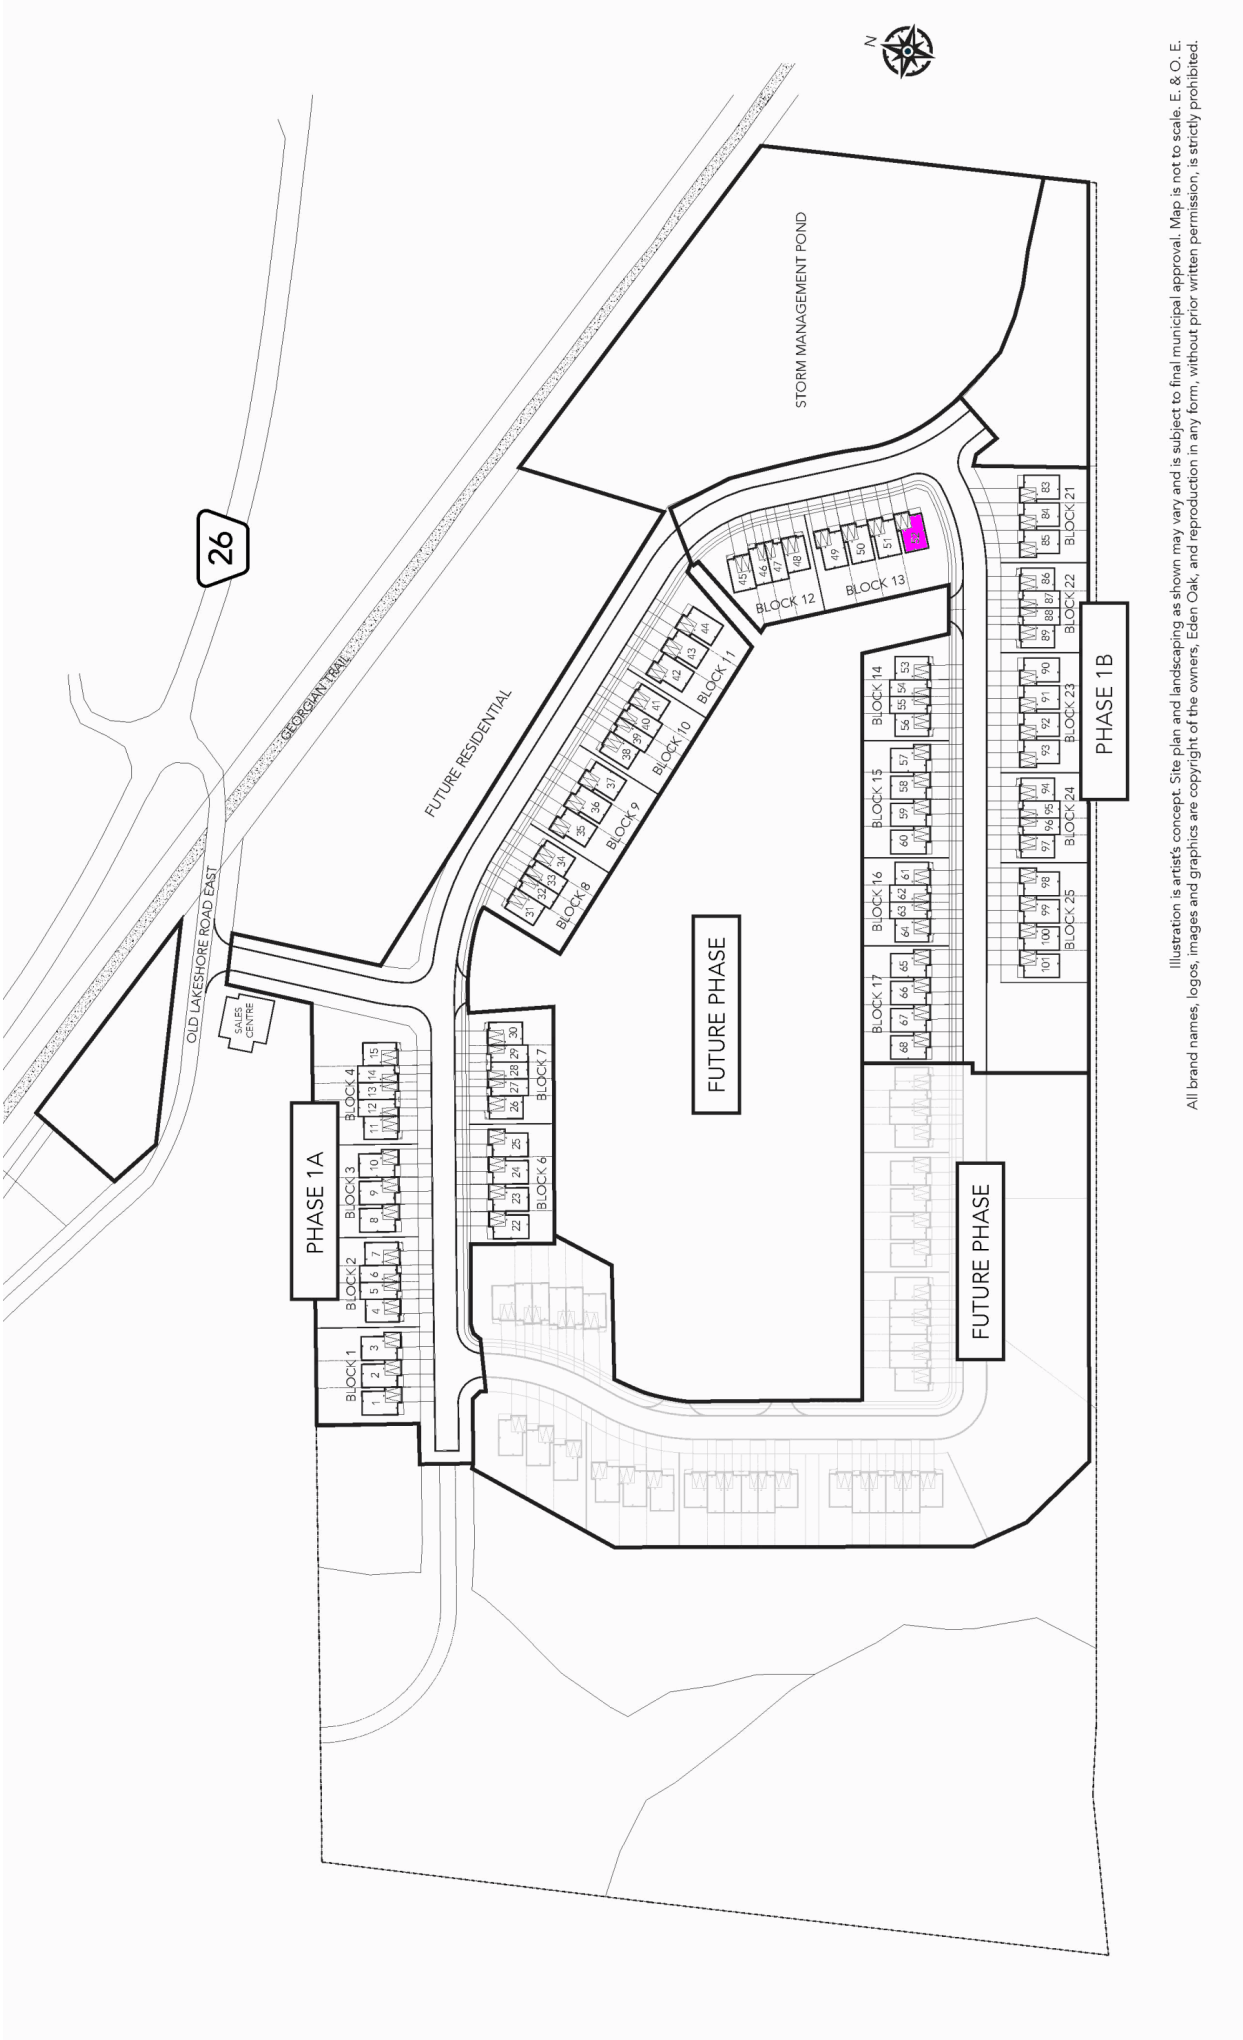 N
Illustration is artist's concept. Site plan and landscaping as shown may vary and is subject to final municipal approval. Map is not to scale. E. & O. E.
All brand names, logos, images and graphics are copyright of the owners, Eden Oak, and reproduction in any form, without prior written permission, is strictly prohibited.
26
GEORGIAN TRAIL
OLD LAKESHORE ROAD EAST
SALES
CENTRE
FUTURE RESIDENTIAL
STORM MANAGEMENT POND
PHASE 1A
BLOCK 1
1
2
3
BLOCK 2
4
5
6
7
BLOCK 3
8
9
10
BLOCK 4
11
12
13
14
15
BLOCK 6
22
23
24
25
BLOCK 7
26
27
28
29
30
BLOCK 8
31
32
33
34
BLOCK 9
35
36
37
BLOCK 10
38
39
40
41
BLOCK 11
42
43
44
BLOCK 12
45
46
47
48
BLOCK 13
49
50
51
BLOCK 14
53
54
55
56
BLOCK 15
57
58
59
60
BLOCK 16
61
62
63
64
BLOCK 17
65
66
67
68
FUTURE PHASE
FUTURE PHASE
PHASE 1B
BLOCK 21
83
84
85
BLOCK 22
86
87
88
89
BLOCK 23
90
91
92
93
BLOCK 24
94
95
96
97
BLOCK 25
98
99
100
101